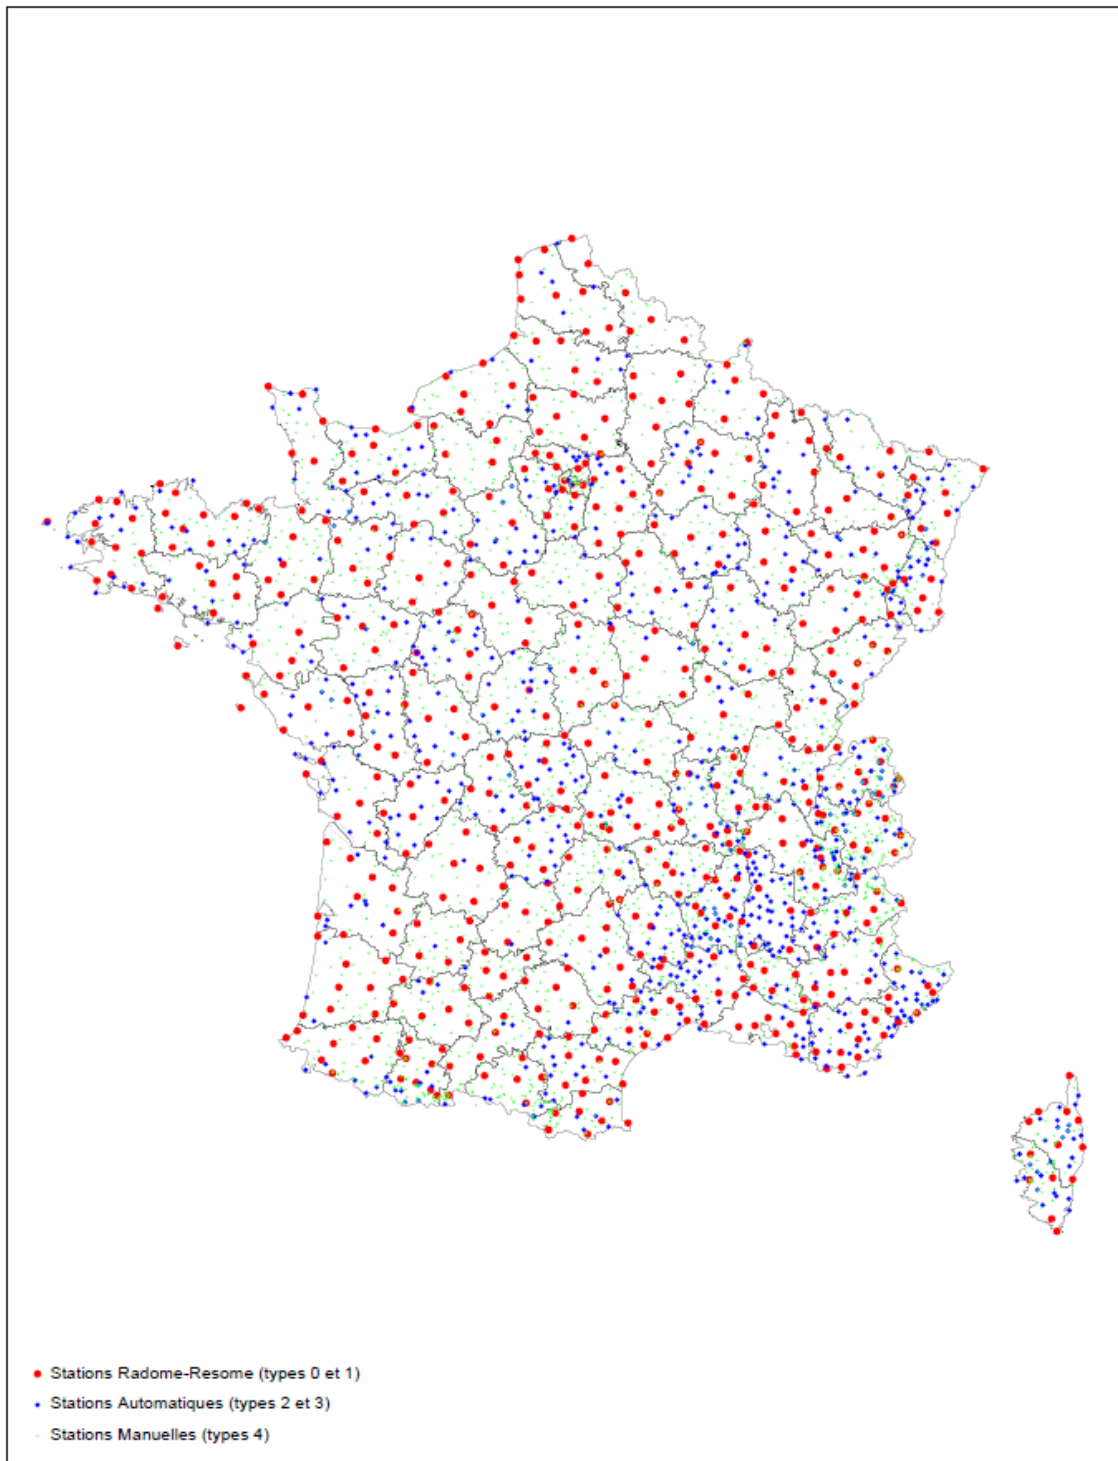 Stations Radome-Resome (types 0 et 1)
Stations Automatiques (types 2 et 3)
Stations Manuelles (types 4)